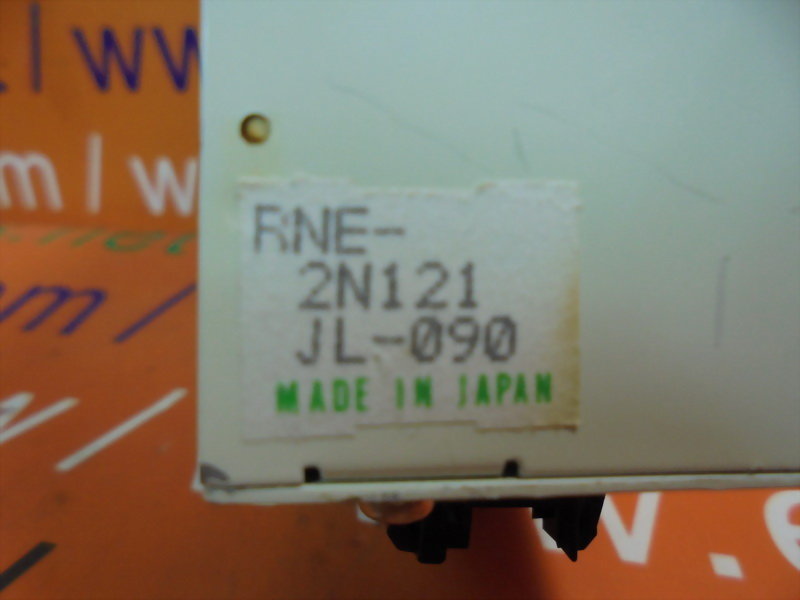 RNE-
2N121
JL-090
MADE IN JAPAN